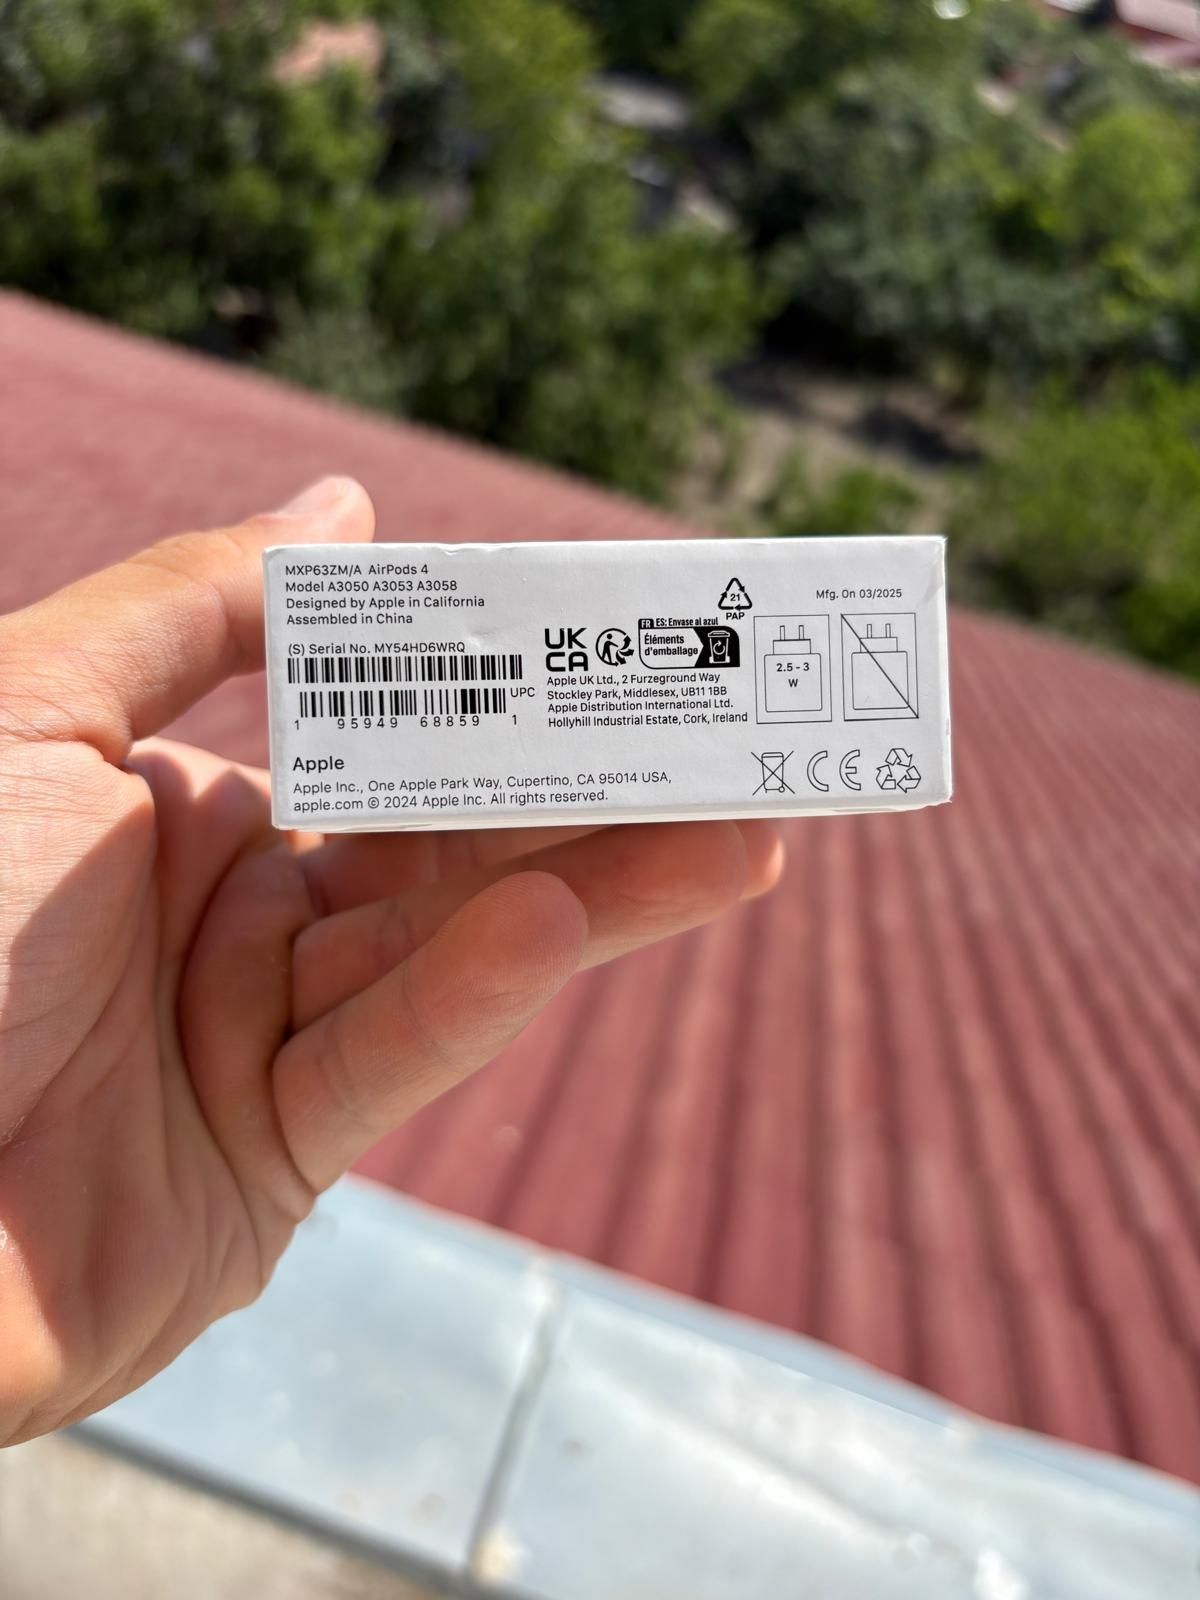 MXP63ZM/A AirPods 4
Model A3050 A3053 A3058
Designed by Apple in California
Assembled in China
(S) Serial No. MY54HD6WRQ
UPC
1 95949 68859 1
Apple
Apple Inc., One Apple Park Way, Cupertino, CA 95014 USA,
apple.com © 2024 Apple Inc. All rights reserved.
UK
CA
FR ES: Envase al azul
Éléments
d'emballage
Apple UK Ltd., 2 Furzeground Way
Stockley Park, Middlesex, UB11 1BB
Apple Distribution International Ltd.
Hollyhill Industrial Estate, Cork, Ireland
21
PAP
Mfg. On 03/2025
2.5 - 3
W
CE